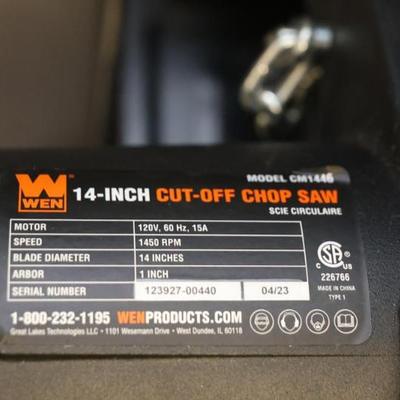 MODEL CM1446
WEN 14-INCH CUT-OFF CHOP SAW
SCIE CIRCULAIRE
MOTOR 120V, 60 Hz, 15A
SPEED 1450 RPM
BLADE DIAMETER 14 INCHES
ARBOR 1 INCH
SERIAL NUMBER 123927-00440 04/23
CSA
C US
226766
MADE IN CHINA
TYPE 1
1-800-232-1195 WENPRODUCTS.COM
Great Lakes Technologies LLC • 1101 Wesemann Drive • West Dundee, IL 60118